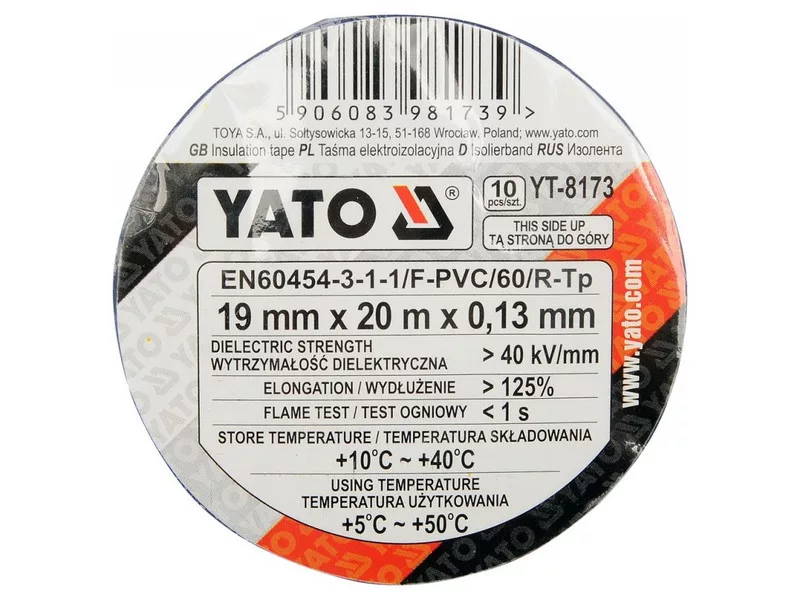 5 906083 981739 >
TOYA S.A., ul. Sołtysowicka 13-15, 51-168 Wrocław, Poland; www.yato.com
GB Insulation tape PL Taśma elektroizolacyjna D Isolierband RUS Изолента
YATO ®
10 pcs/szt.
YT-8173
THIS SIDE UP
TĄ STRONĄ DO GÓRY
EN60454-3-1-1/F-PVC/60/R-Tp
19 mm x 20 m x 0,13 mm
DIELECTRIC STRENGTH
WYTRZYMAŁOŚĆ DIELEKTRYCZNA > 40 kV/mm
ELONGATION / WYDŁUŻENIE > 125%
FLAME TEST / TEST OGNIOWY < 1 s
STORE TEMPERATURE / TEMPERATURA SKŁADOWANIA
+10°C ~ +40°C
USING TEMPERATURE
TEMPERATURA UŻYTKOWANIA
+5°C ~ +50°C
www.yato.com